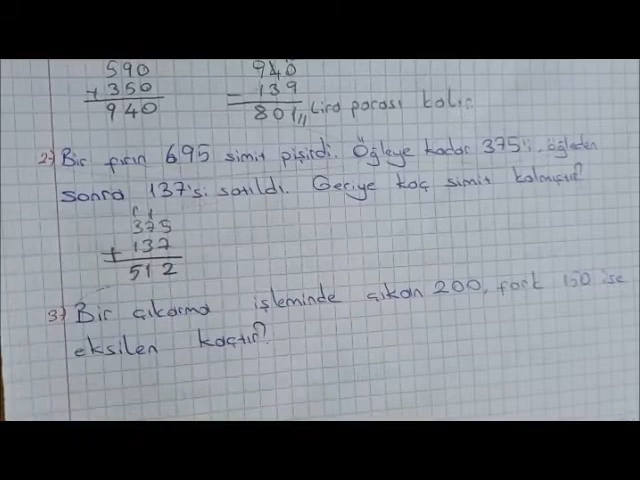 590
+ 350
940
940
- 139
801 // Lira parası kalır
2) Bir fırın 695 simit pişirdi. Öğleye kadar 375'i, öğleden
sonra 137'si satıldı. Geriye kaç simit kalmıştır?
375
+ 137
512
3) Bir çıkarma işleminde çıkan 200, fark 150 ise
eksilen kaçtır?